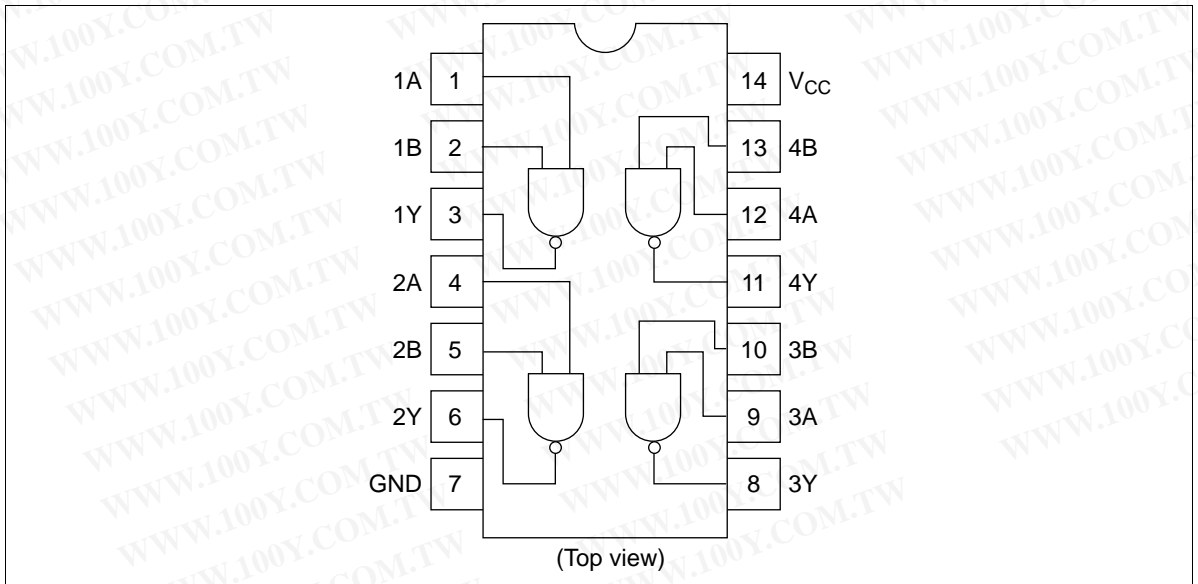 1A 1
1B 2
1Y 3
2A 4
2B 5
2Y 6
GND 7
14 VCC
13 4B
12 4A
11 4Y
10 3B
9 3A
8 3Y
(Top view)
WWW.100Y.COM.TW